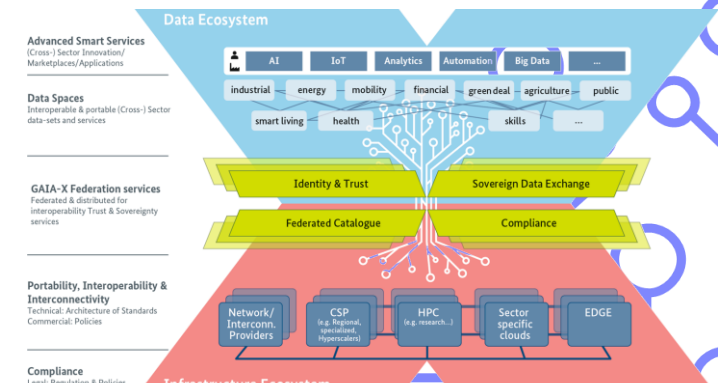 Data Ecosystem
Advanced Smart Services
(Cross-) Sector Innovation/
Marketplaces/Applications
AI
IoT
Analytics
Automation
Big Data
...
Data Spaces
Interoperable & portable (Cross-) Sector
data-sets and services
industrial
energy
mobility
financial
green deal
agriculture
public
smart living
health
skills
...
GAIA-X Federation services
Federated & distributed for
interoperability Trust & Sovereignty
services
Identity & Trust
Sovereign Data Exchange
Federated Catalogue
Compliance
Portability, Interoperability &
Interconnectivity
Technical: Architecture of Standards
Commercial: Policies
Network/
Interconn.
Providers
CSP
(e.g. Regional,
specialized,
Hyperscalers)
HPC
(e.g. research...)
Sector
specific
clouds
EDGE
Compliance
Legal: Regulation & Policies
Infrastructure Ecosystem